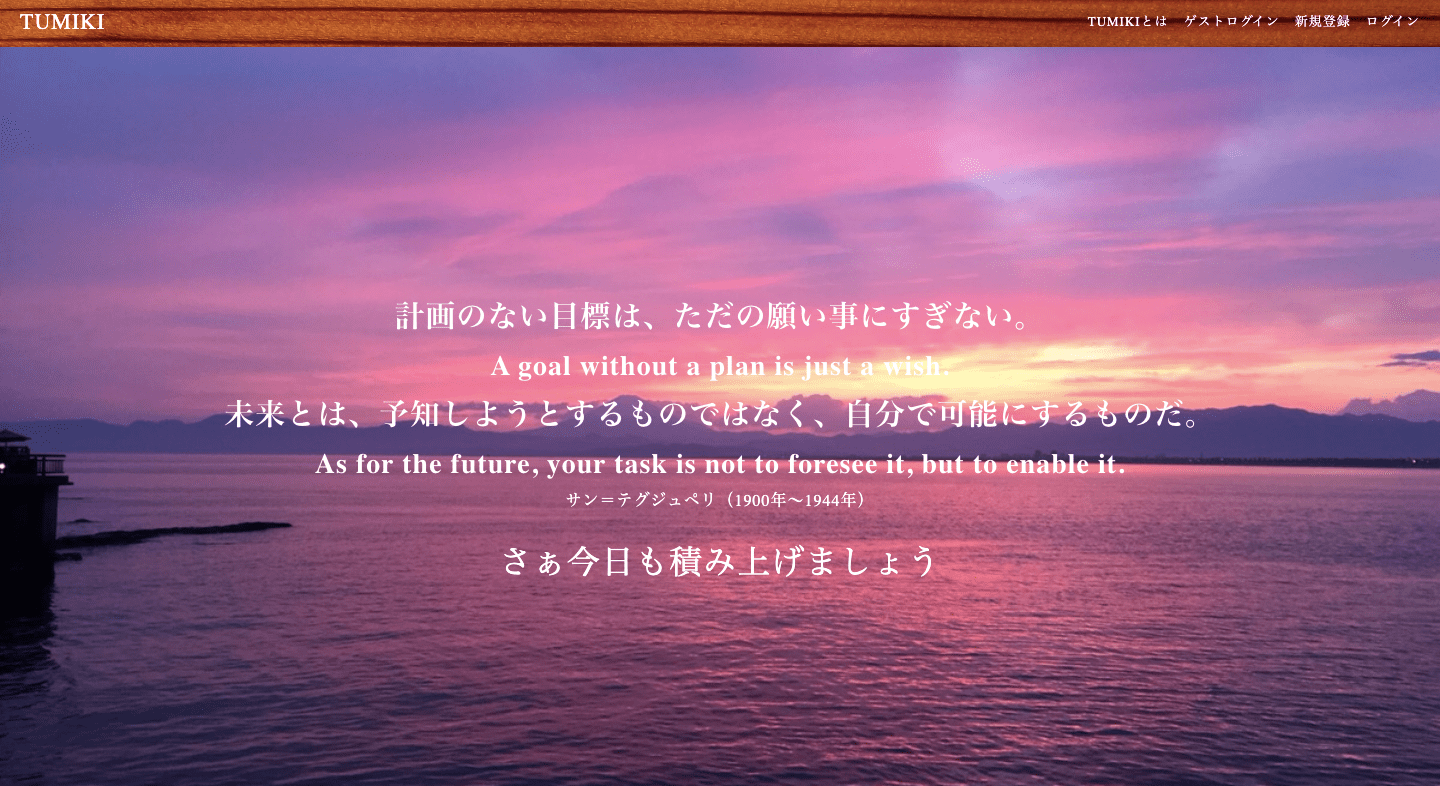 TUMIKI
TUMIKIとは ゲストログイン 新規登録 ログイン
計画のない目標は、ただの願い事にすぎない。
A goal without a plan is just a wish.
未来とは、予知しようとするものではなく、自分で可能にするものだ。
As for the future, your task is not to foresee it, but to enable it.
サン＝テグジュペリ（1900年〜1944年）
さぁ今日も積み上げましょう